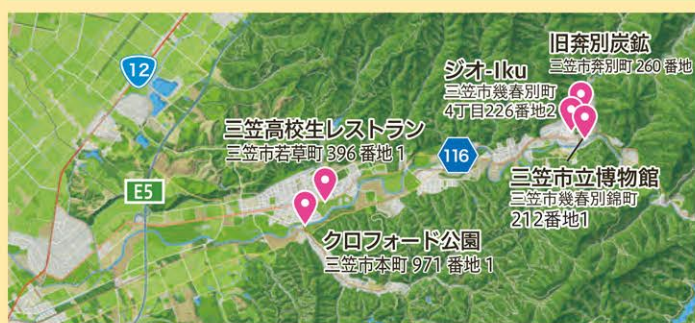 旧奔別炭鉱
三笠市奔別町 260 番地
ジオ-Iku
三笠市幾春別町
4丁目226番地2
12
三笠高校生レストラン
三笠市若草町 396 番地 1
116
三笠市立博物館
三笠市幾春別錦町
212番地1
E5
クロフォード公園
三笠市本町 971 番地 1